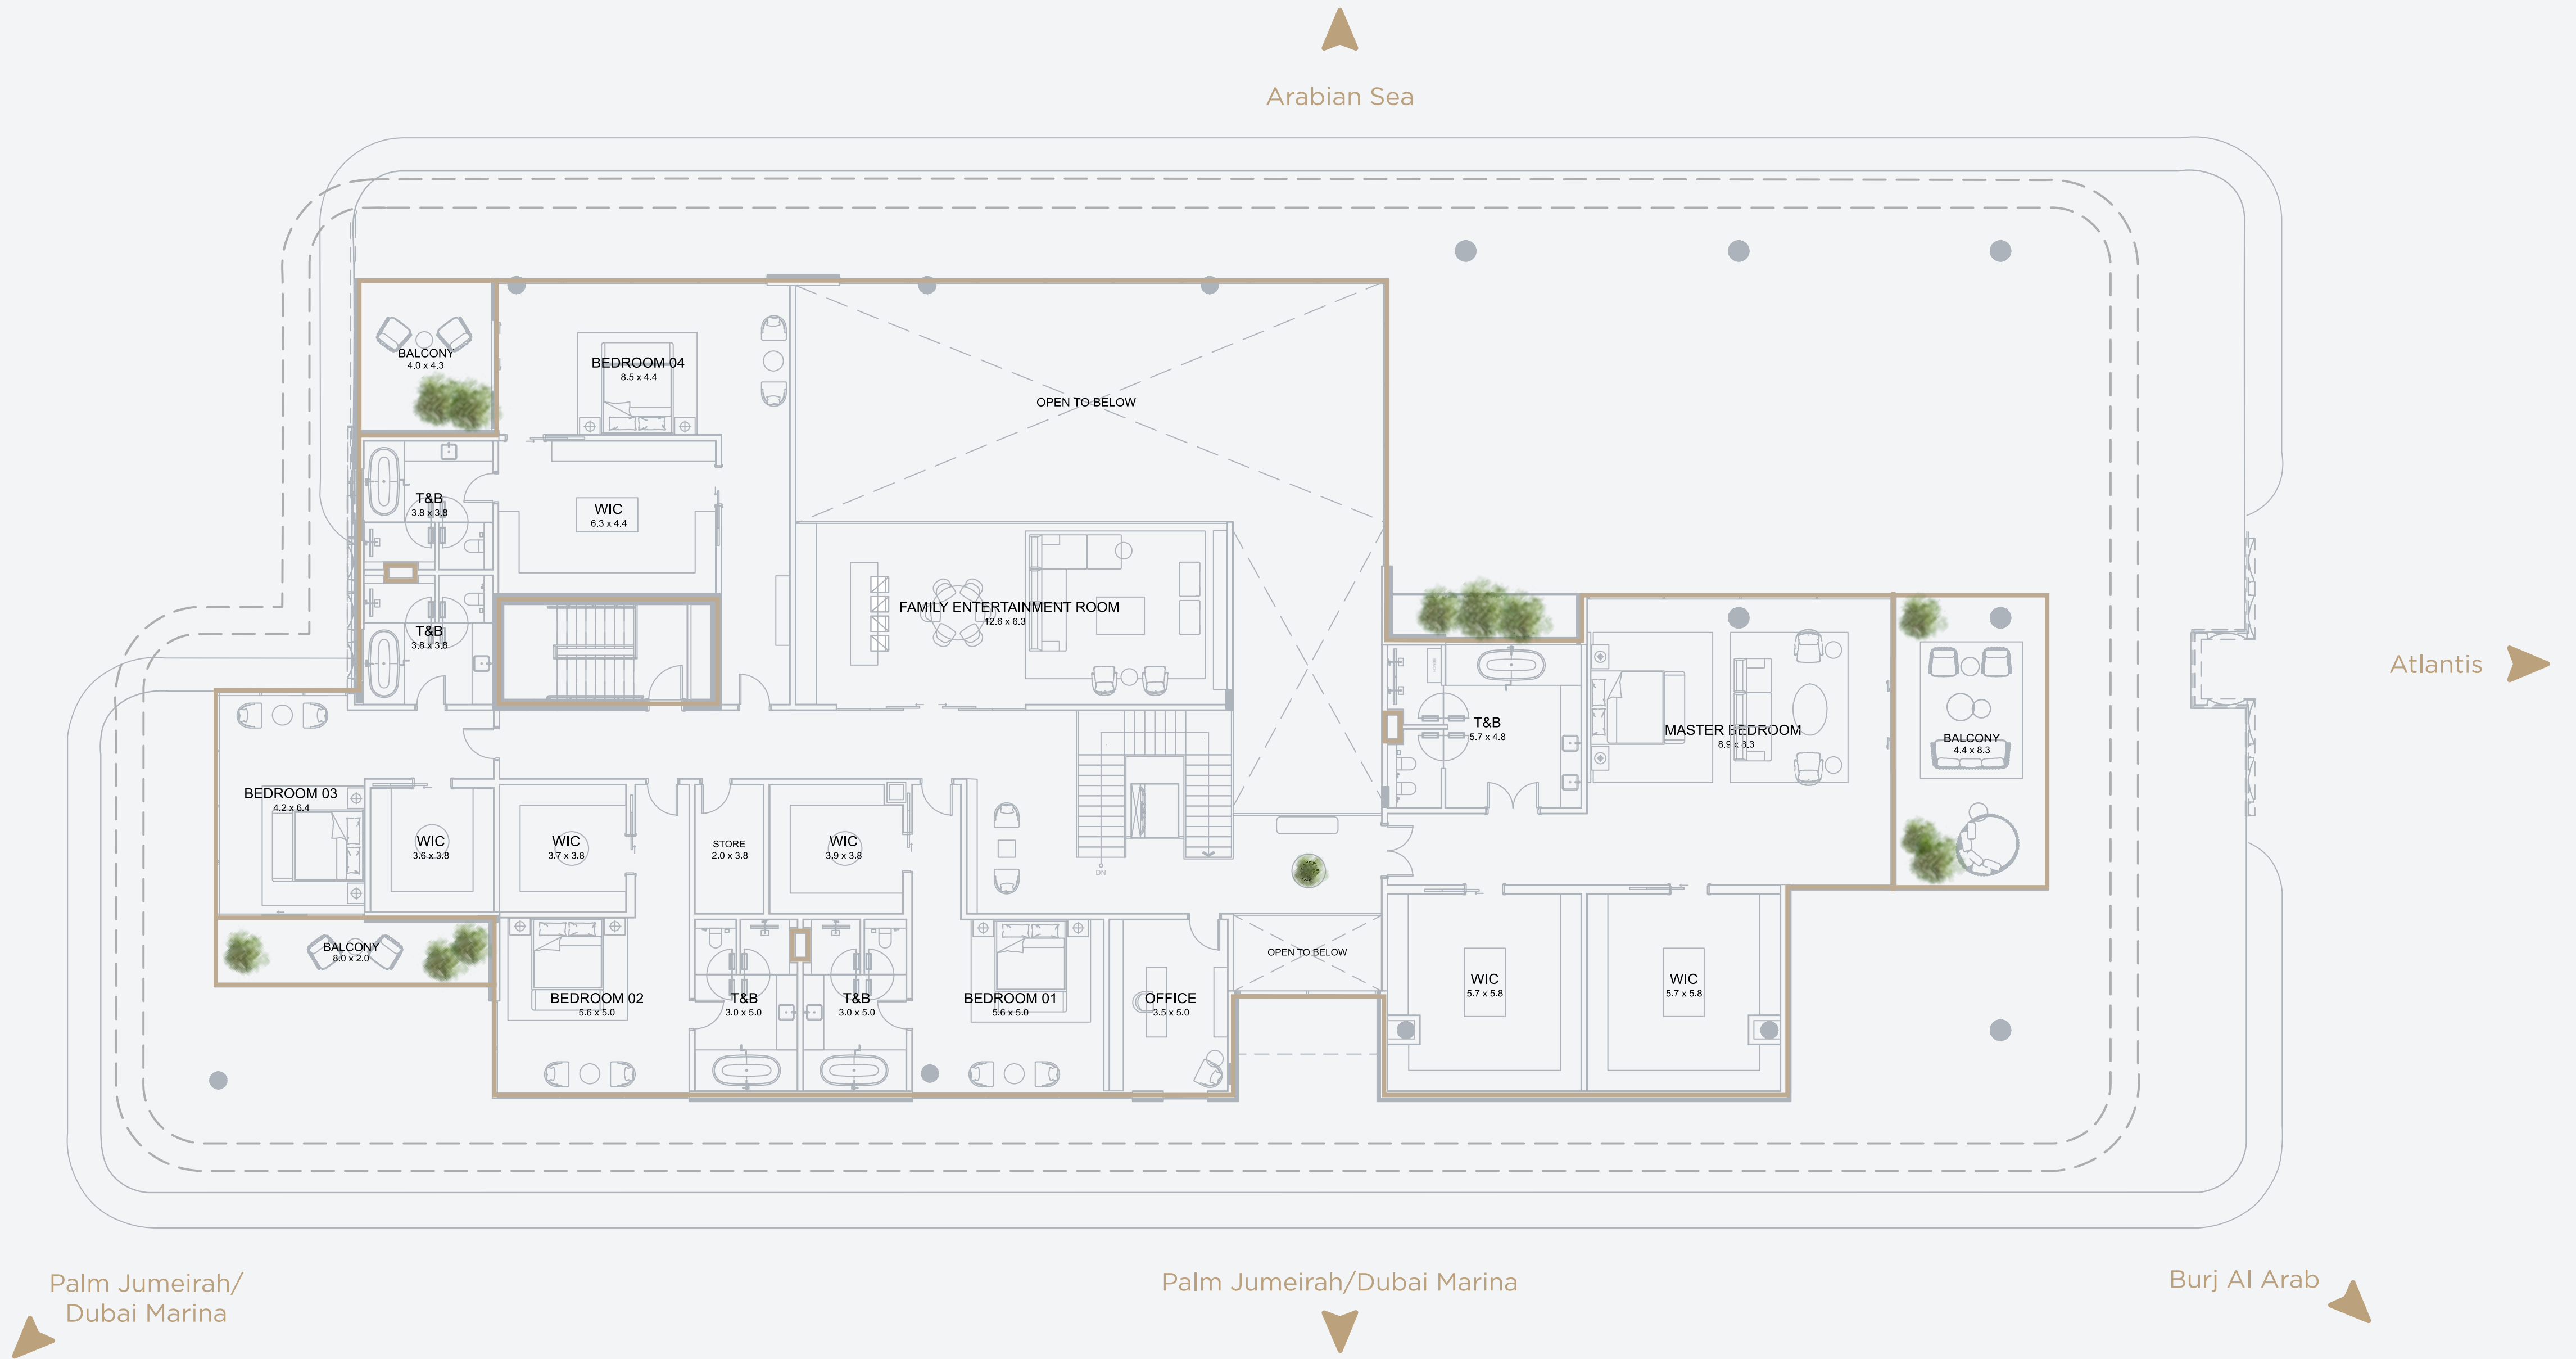 Arabian Sea
BALCONY
4.0 x 4.3
BEDROOM 04
8.5 x 4.4
OPEN TO BELOW
T&B
3.8 x 3.8
WIC
6.3 x 4.4
T&B
3.8 x 3.8
FAMILY ENTERTAINMENT ROOM
12.6 x 6.3
Atlantis
T&B
5.7 x 4.8
MASTER BEDROOM
8.9 x 8.3
BALCONY
4.4 x 8.3
BEDROOM 03
4.2 x 6.4
WIC
3.6 x 3.8
WIC
3.7 x 3.8
STORE
2.0 x 3.8
WIC
3.9 x 3.8
DN
BALCONY
8.0 x 2.0
OPEN TO BELOW
BEDROOM 02
5.6 x 5.0
T&B
3.0 x 5.0
T&B
3.0 x 5.0
BEDROOM 01
5.6 x 5.0
OFFICE
3.5 x 5.0
WIC
5.7 x 5.8
WIC
5.7 x 5.8
Palm Jumeirah/
Dubai Marina
Palm Jumeirah/Dubai Marina
Burj Al Arab